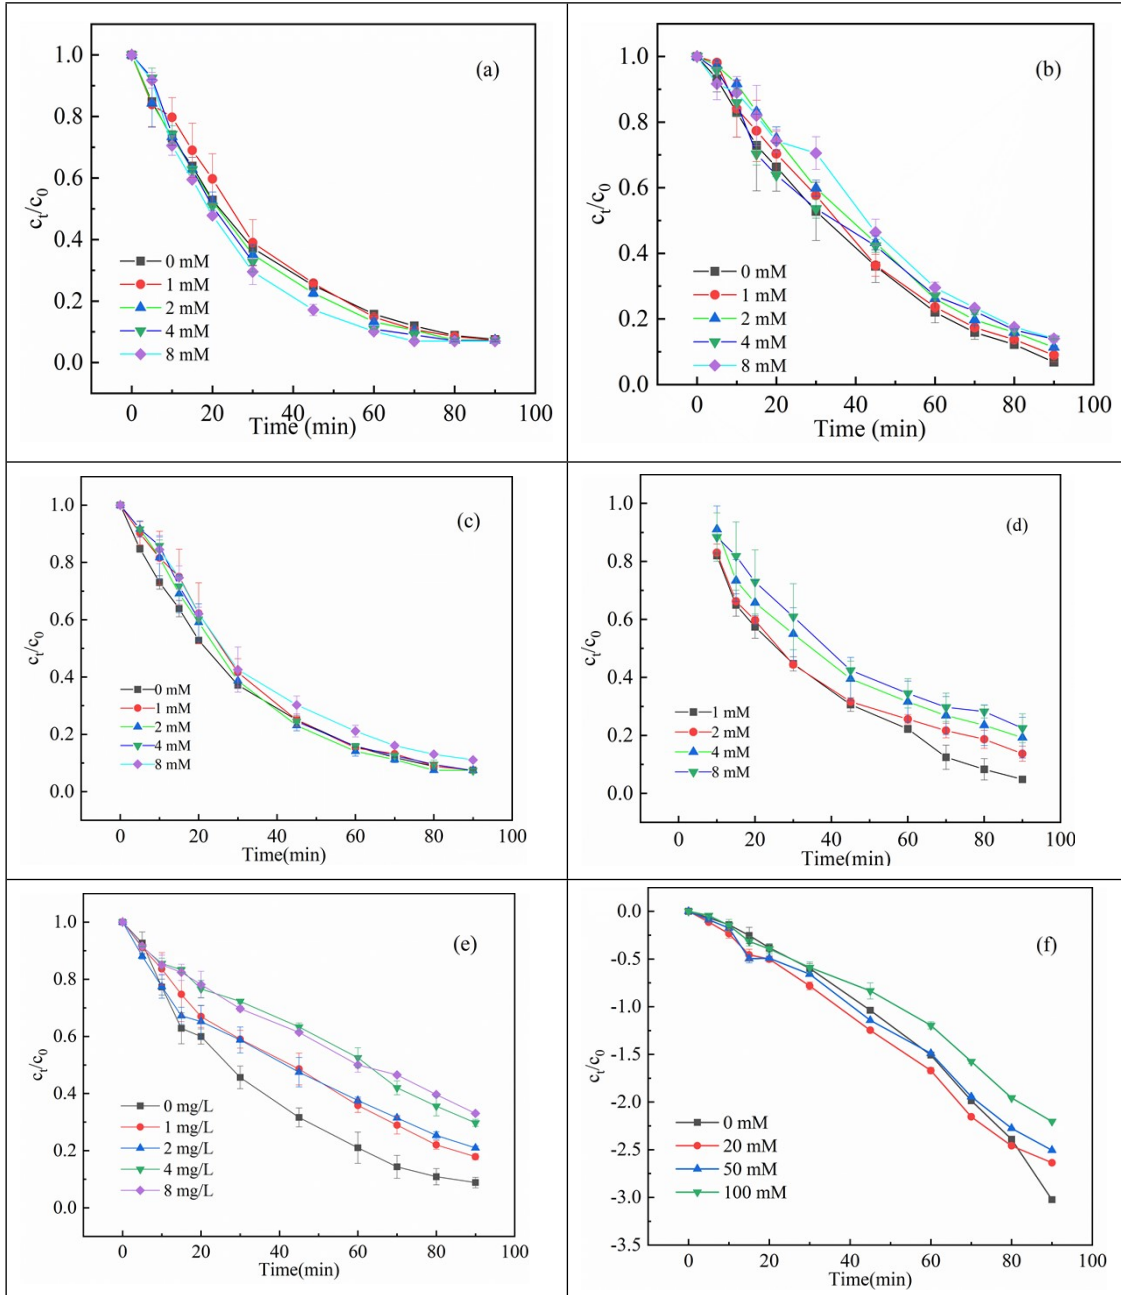 (a)
c_t/c_0
1.0
0.8
0.6
0.4
0.2
0.0
0 mM
1 mM
2 mM
4 mM
8 mM
0 20 40 60 80 100
Time (min)
(b)
c_t/c_0
1.0
0.8
0.6
0.4
0.2
0.0
0 mM
1 mM
2 mM
4 mM
8 mM
0 20 40 60 80 100
Time (min)
(c)
c_t/c_0
1.0
0.8
0.6
0.4
0.2
0.0
0 mM
1 mM
2 mM
4 mM
8 mM
0 20 40 60 80 100
Time(min)
(d)
c_t/c_0
1.0
0.8
0.6
0.4
0.2
0.0
1 mM
2 mM
4 mM
8 mM
0 20 40 60 80 100
Time(min)
(e)
c_t/c_0
1.0
0.8
0.6
0.4
0.2
0.0
0 mg/L
1 mg/L
2 mg/L
4 mg/L
8 mg/L
0 20 40 60 80 100
Time(min)
(f)
c_t/c_0
0.0
-0.5
-1.0
-1.5
-2.0
-2.5
-3.0
-3.5
0 mM
20 mM
50 mM
100 mM
0 20 40 60 80 100
Time(min)